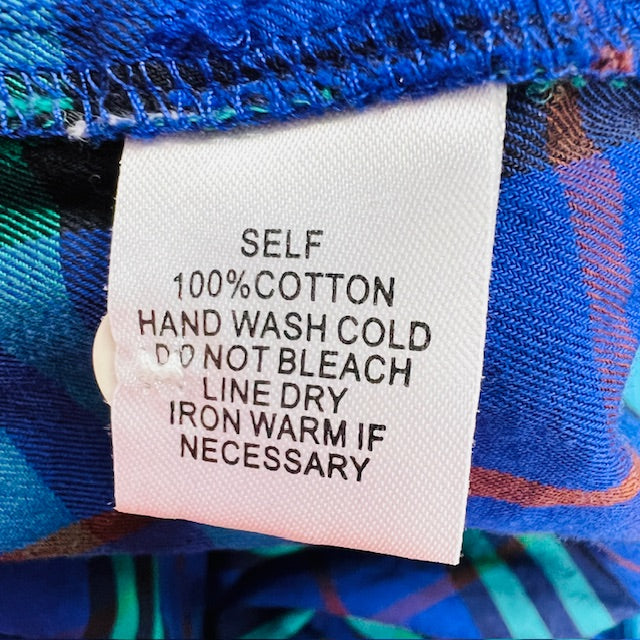 SELF
100%COTTON
HAND WASH COLD
DO NOT BLEACH
LINE DRY
IRON WARM IF
NECESSARY